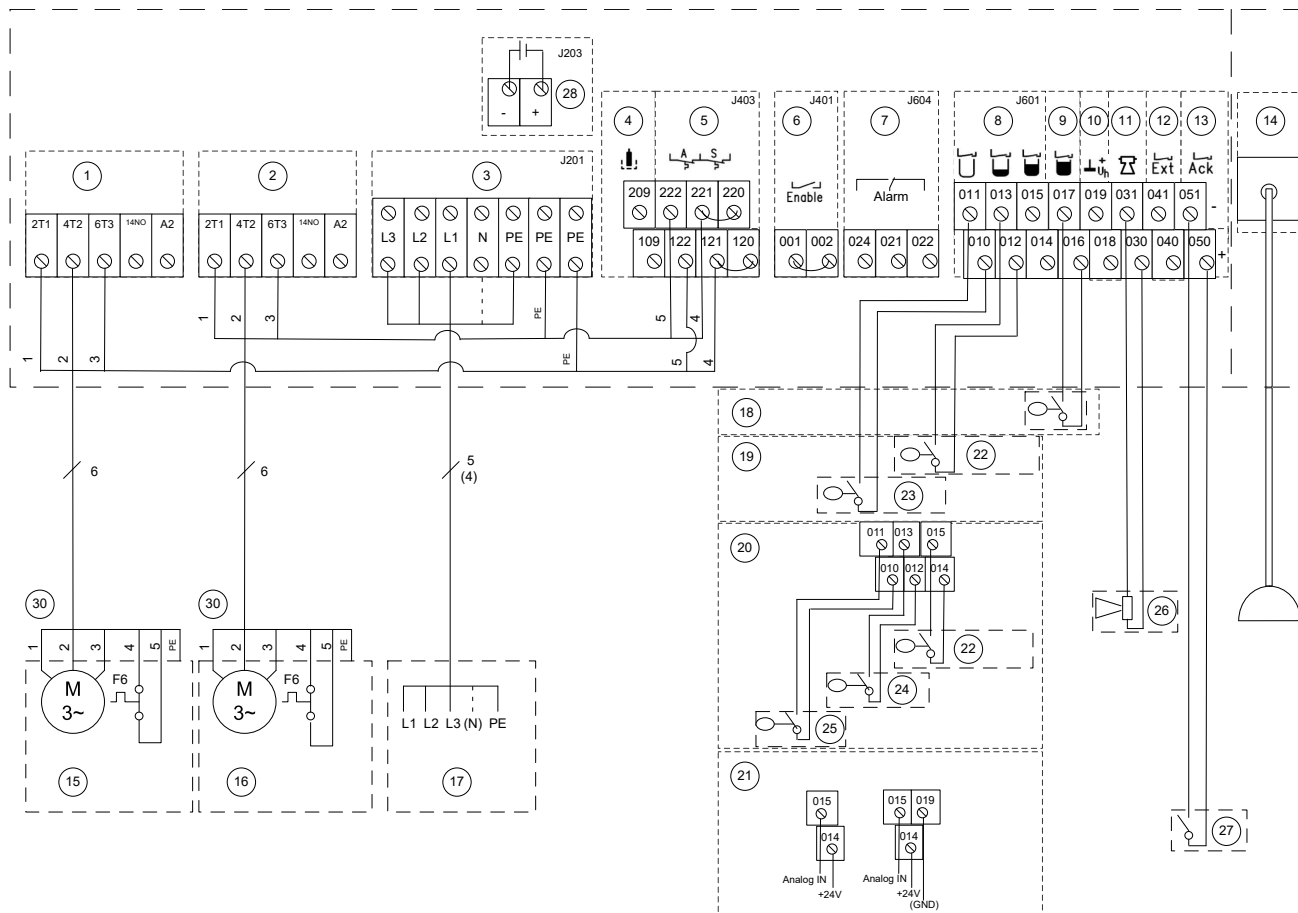 J203
28
- +
4 5 J403
6 J401
7 J604
J601
8 9 10 11 12 13
14
1 2 3 J201
A S
Enable
Alarm
+
Uh
Ext
Ack
209 222 221 220
011 013 015 017 019 031 041 051 -
2T1 4T2 6T3 14NO A2
2T1 4T2 6T3 14NO A2
L3 L2 L1 N PE PE PE
109 122 121 120
001 002
024 021 022
010 012 014 016 018 030 040 050 +
1 2 3 PE 5 4
1 2 3 PE 5 4
18
19
22
23
6
6
5
(4)
20
011 013 015
010 012 014
30
30
26
1 2 3 4 5 PE
1 2 3 4 5 PE
22
M
3~
F6
M
3~
F6
24
L1 L2 L3 (N) PE
25
15
16
17
21
015
014
015 019
014
27
Analog IN
+24V
Analog IN
+24V
(GND)